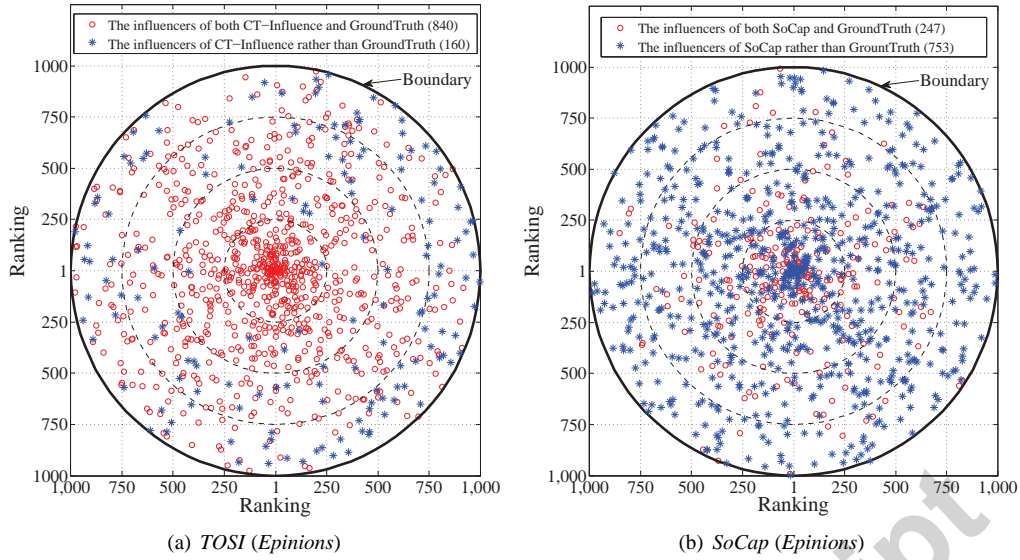 The influencers of both CT−Influence and GroundTruth (840)
The influencers of CT−Influence rather than GroundTruth (160)
1000
750
500
250
1
250
500
750
1000
Ranking
Boundary
1,000 750 500 250 1 250 500 750 1,000
Ranking
(a) TOSI (Epinions)
The influencers of both SoCap and GroundTruth (247)
The influencers of SoCap rather than GrountTruth (753)
1000
750
500
250
1
250
500
750
1000
Ranking
Boundary
1,000 750 500 250 1 250 500 750 1,000
Ranking
(b) SoCap (Epinions)
ipt